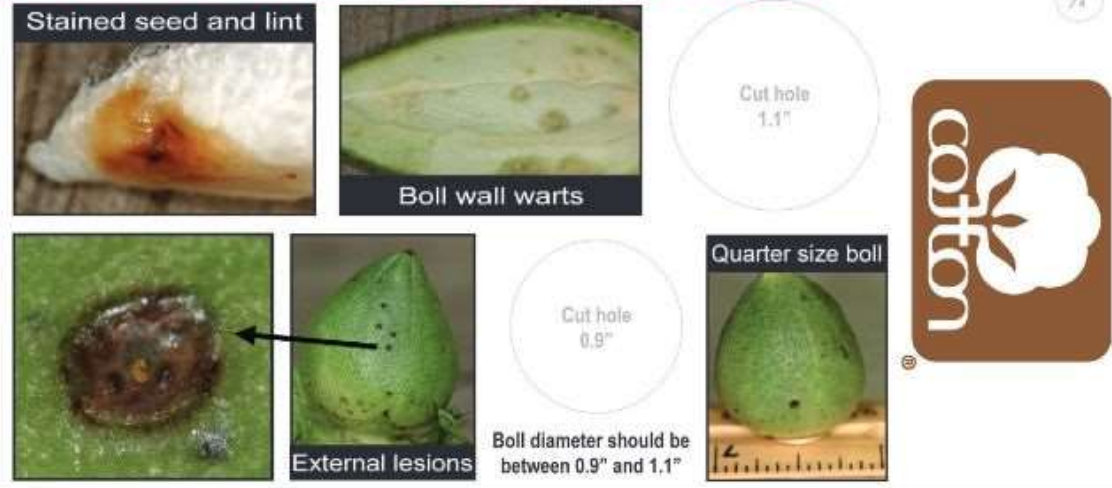 Stained seed and lint
Boll wall warts
Cut hole
1.1"
cotton
®
External lesions
Cut hole
0.9"
Boll diameter should be
between 0.9" and 1.1"
Quarter size boll